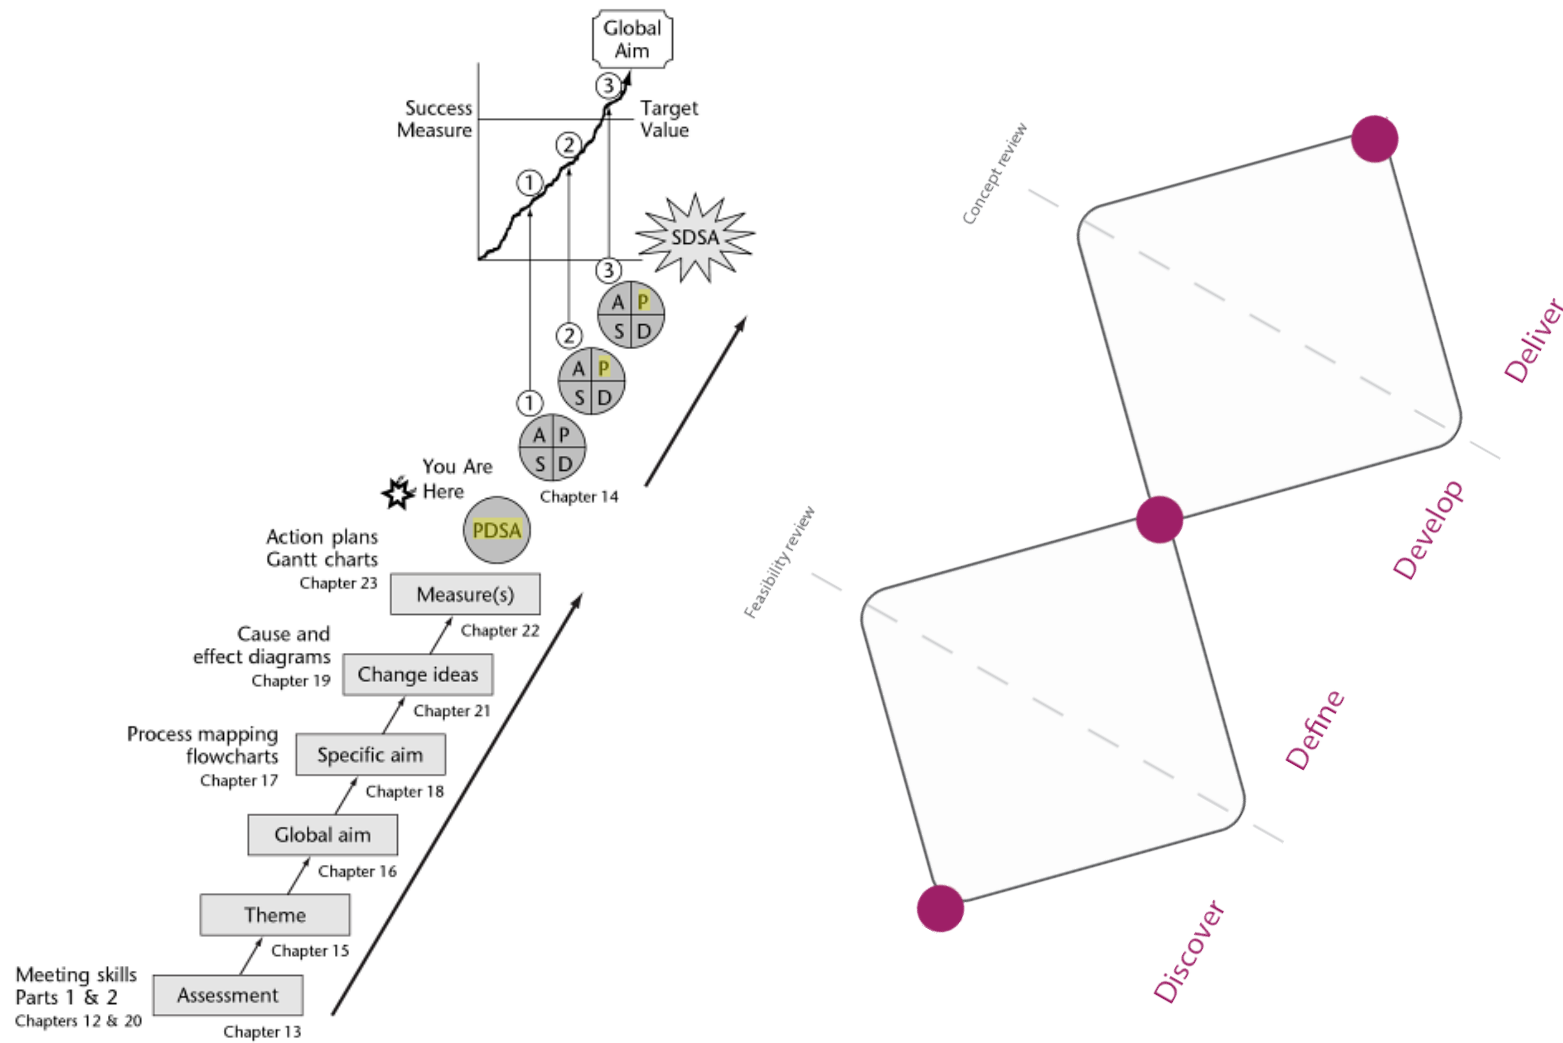 Global
Aim
3
Success
Measure
Target
Value
2
1
SDSA
3
A P
S D
2
A P
S D
1
A P
S D
You Are
Here
Chapter 14
PDSA
Action plans
Gantt charts
Chapter 23
Measure(s)
Chapter 22
Cause and
effect diagrams
Chapter 19
Change ideas
Chapter 21
Process mapping
flowcharts
Chapter 17
Specific aim
Chapter 18
Global aim
Chapter 16
Theme
Chapter 15
Meeting skills
Parts 1 & 2
Chapters 12 & 20
Assessment
Chapter 13
Concept review
Deliver
Develop
Feasibility review
Define
Discover